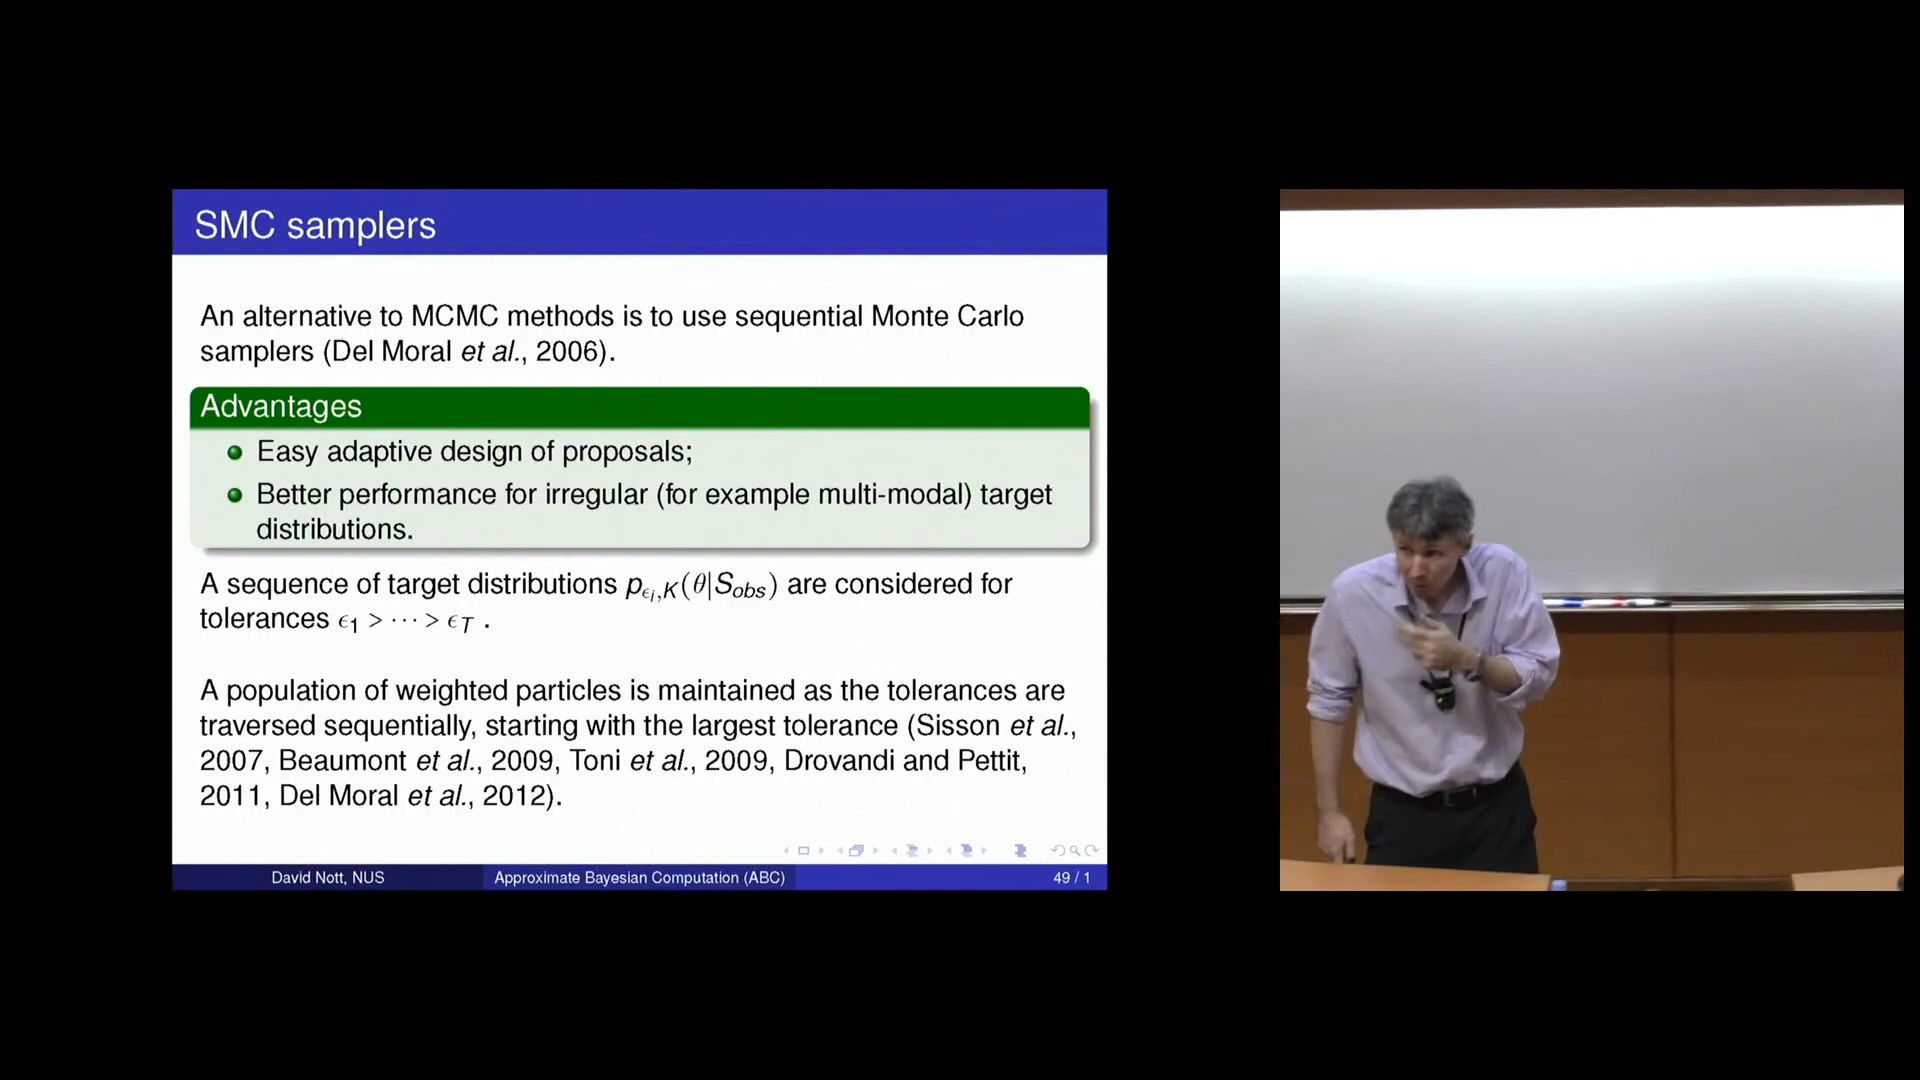 SMC samplers
An alternative to MCMC methods is to use sequential Monte Carlo
samplers (Del Moral et al., 2006).
Advantages
Easy adaptive design of proposals;
Better performance for irregular (for example multi-modal) target
distributions.
A sequence of target distributions p_{ϵ_i,K}(θ|S_{obs}) are considered for
tolerances ϵ_1 > ··· > ϵ_T .
A population of weighted particles is maintained as the tolerances are
traversed sequentially, starting with the largest tolerance (Sisson et al.,
2007, Beaumont et al., 2009, Toni et al., 2009, Drovandi and Pettit,
2011, Del Moral et al., 2012).
David Nott, NUS Approximate Bayesian Computation (ABC) 49 / 1